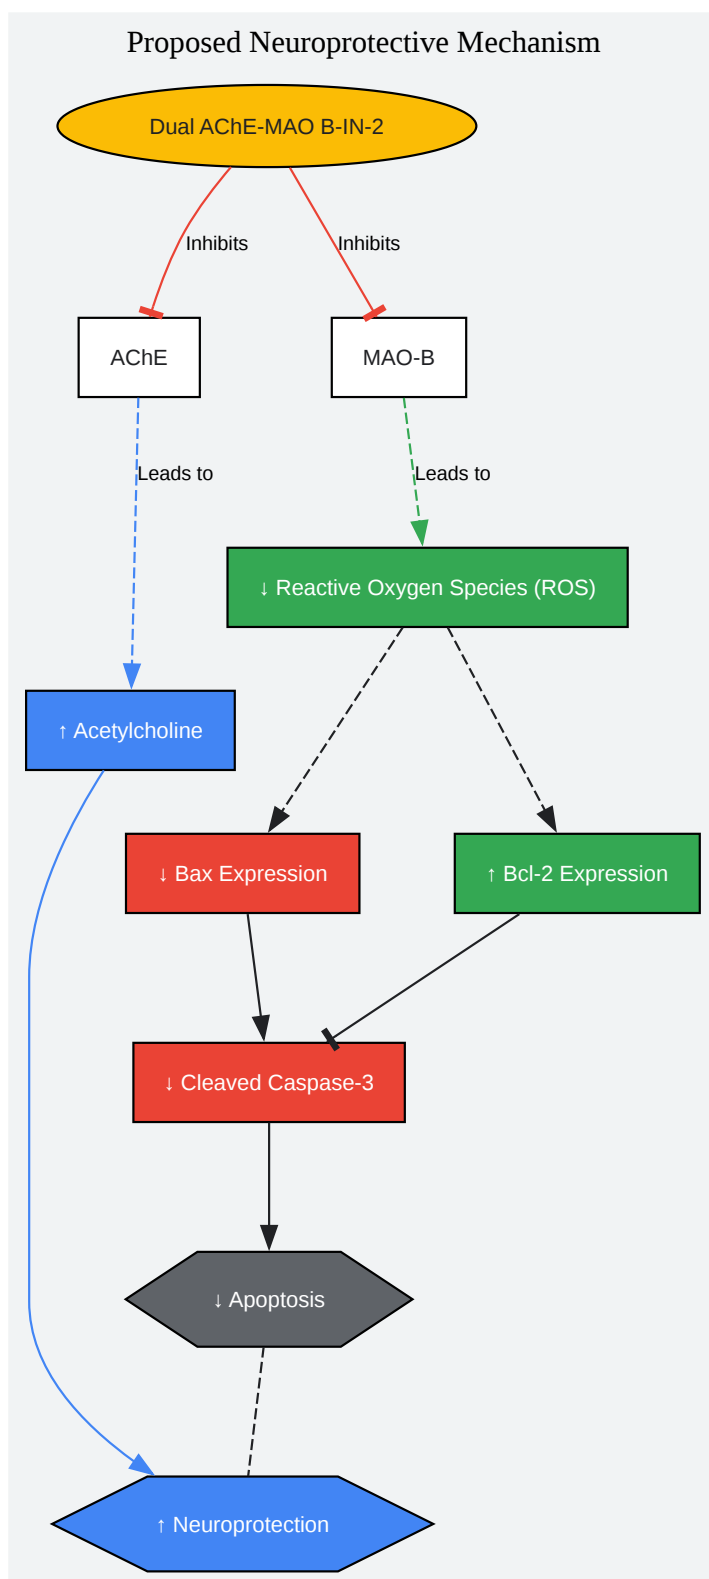 Proposed Neuroprotective Mechanism
Dual AChE-MAO B-IN-2
Inhibits
Inhibits
AChE
MAO-B
Leads to
Leads to
↓ Reactive Oxygen Species (ROS)
↑ Acetylcholine
↓ Bax Expression
↑ Bcl-2 Expression
↓ Cleaved Caspase-3
↓ Apoptosis
↑ Neuroprotection